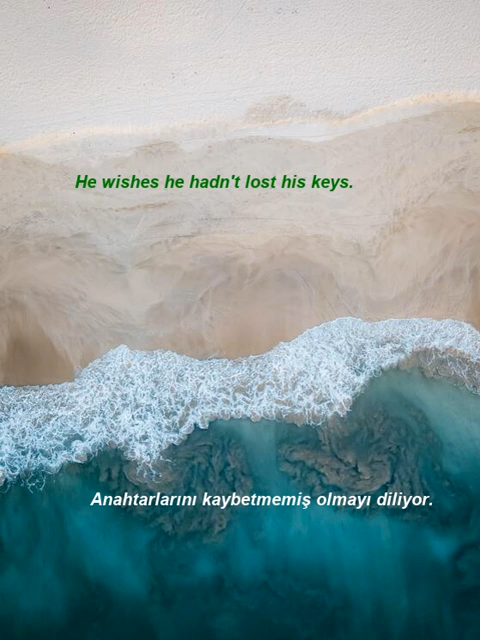 He wishes he hadn't lost his keys.
Anahtarlarını kaybetmemiş olmayı diliyor.